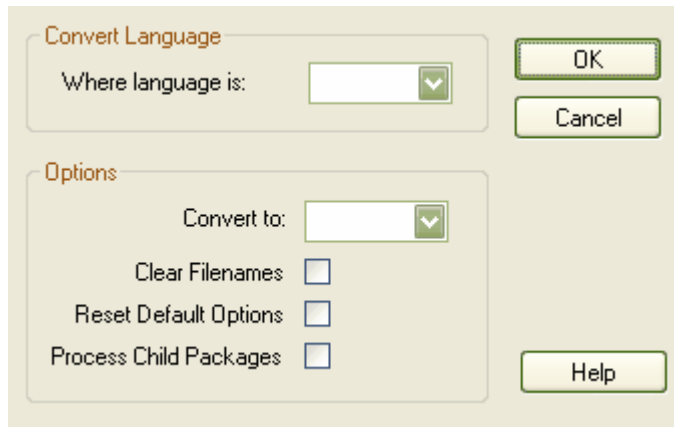 Convert Language
Where language is:
OK
Cancel
Options
Convert to:
Clear Filenames
Reset Default Options
Process Child Packages
Help